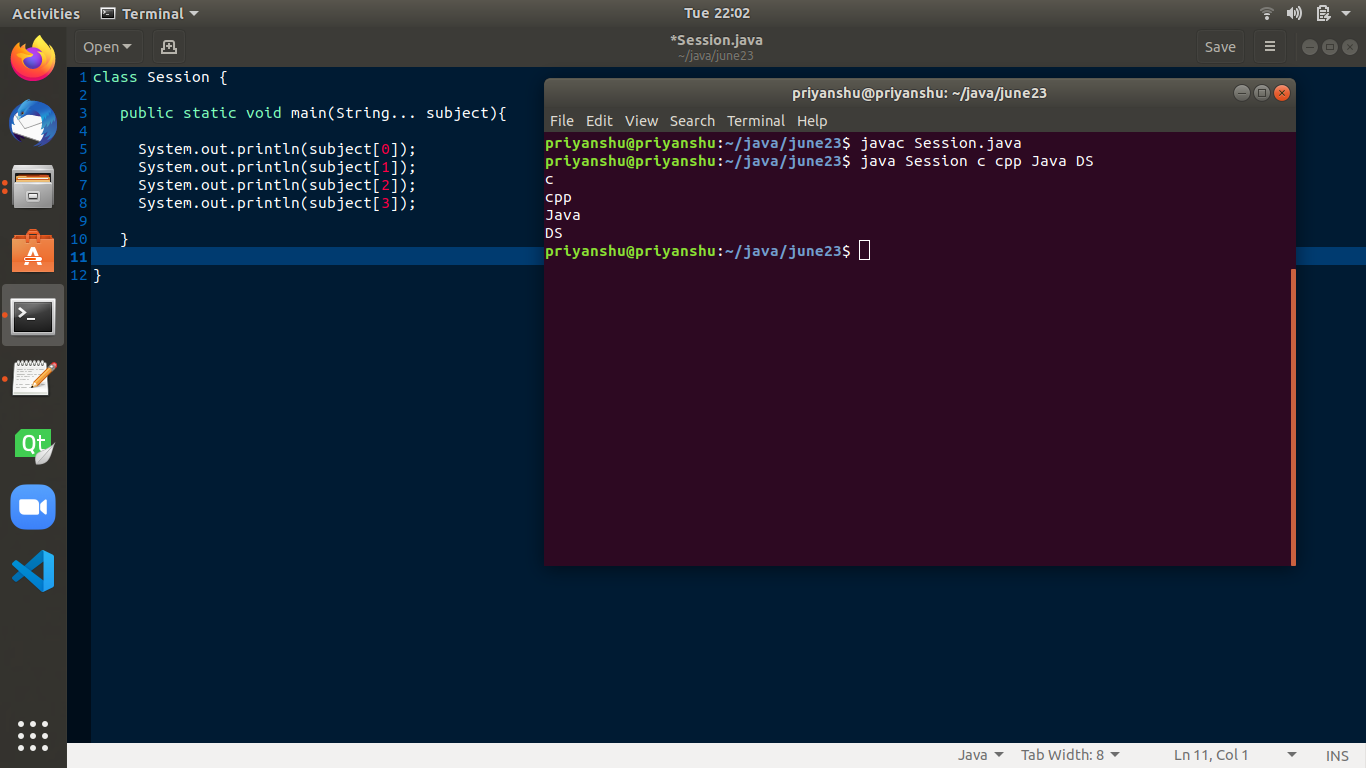 Activities Terminal Tue 22:02
Open *Session.java Save
~/java/june23
1 class Session {
2
3 public static void main(String... subject){
4
5 System.out.println(subject[0]);
6 System.out.println(subject[1]);
7 System.out.println(subject[2]);
8 System.out.println(subject[3]);
9
10 }
11
12 }
priyanshu@priyanshu: ~/java/june23
File Edit View Search Terminal Help
priyanshu@priyanshu:~/java/june23$ javac Session.java
priyanshu@priyanshu:~/java/june23$ java Session c cpp Java DS
c
cpp
Java
DS
priyanshu@priyanshu:~/java/june23$
Qt
Java Tab Width: 8 Ln 11, Col 1 INS